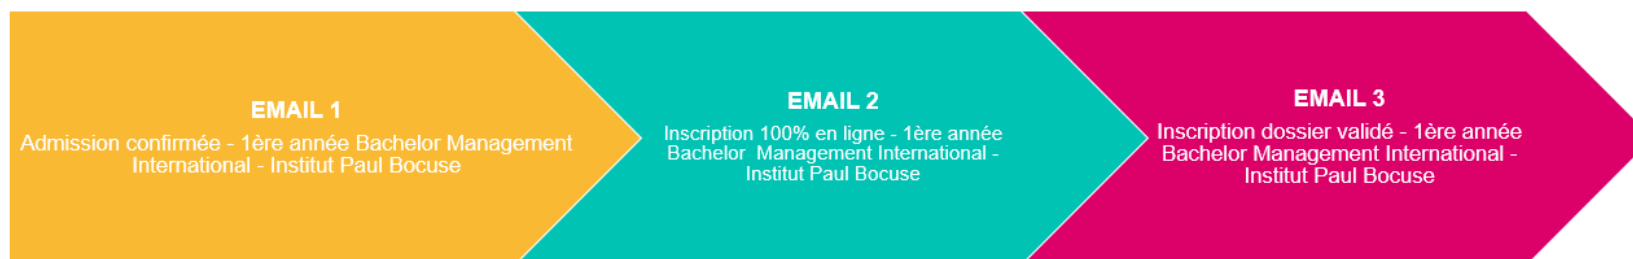 EMAIL 1
Admission confirmée - 1ère année Bachelor Management
International - Institut Paul Bocuse
EMAIL 2
Inscription 100% en ligne - 1ère année
Bachelor  Management International -
Institut Paul Bocuse
EMAIL 3
Inscription dossier validé - 1ère année
Bachelor Management International -
Institut Paul Bocuse